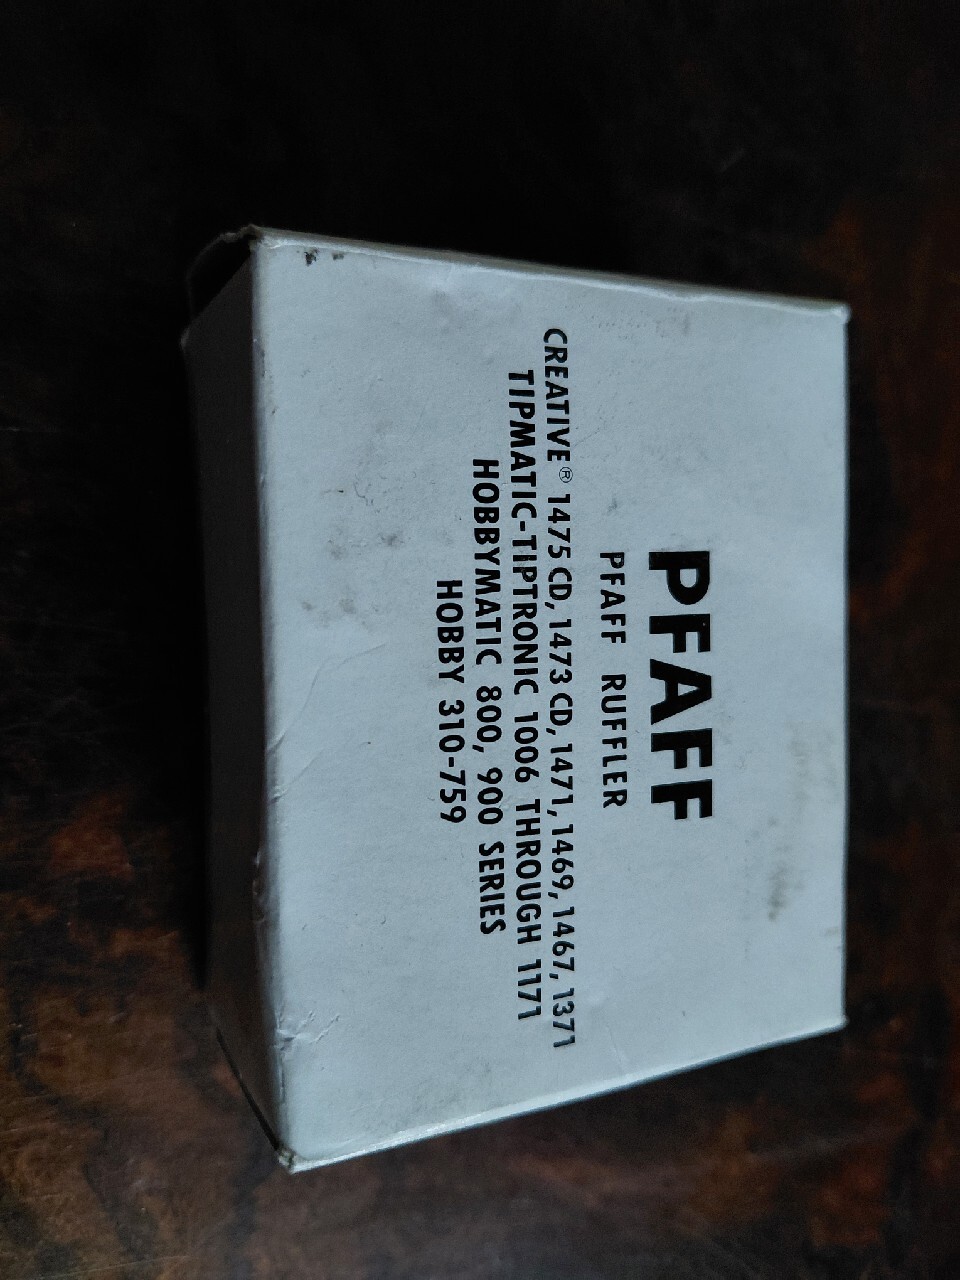 PFAFF
PFAFF RUFFLER
CREATIVE® 1475 CD, 1473 CD, 1471, 1469, 1467, 1371
TIPMATIC-TIPTRONIC 1006 THROUGH 1171
HOBBYMATIC 800, 900 SERIES
HOBBY 310-759